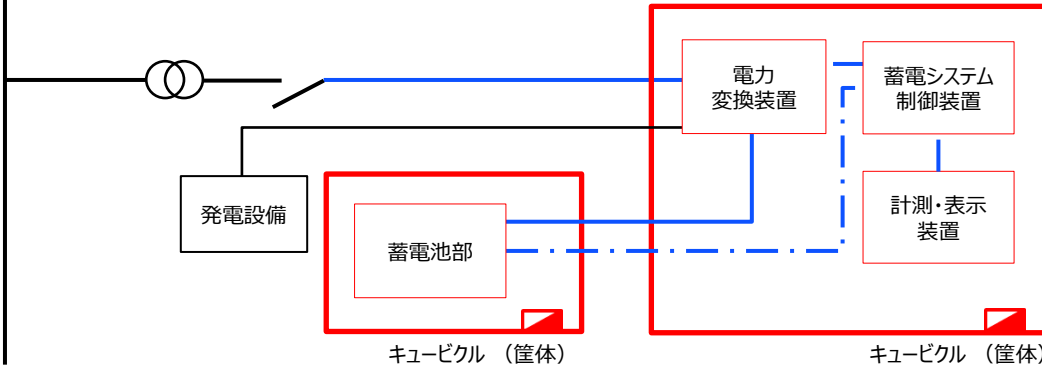 電力
変換装置
蓄電システム
制御装置
発電設備
蓄電池部
計測・表示
装置
キュービクル （筐体）
キュービクル （筐体）